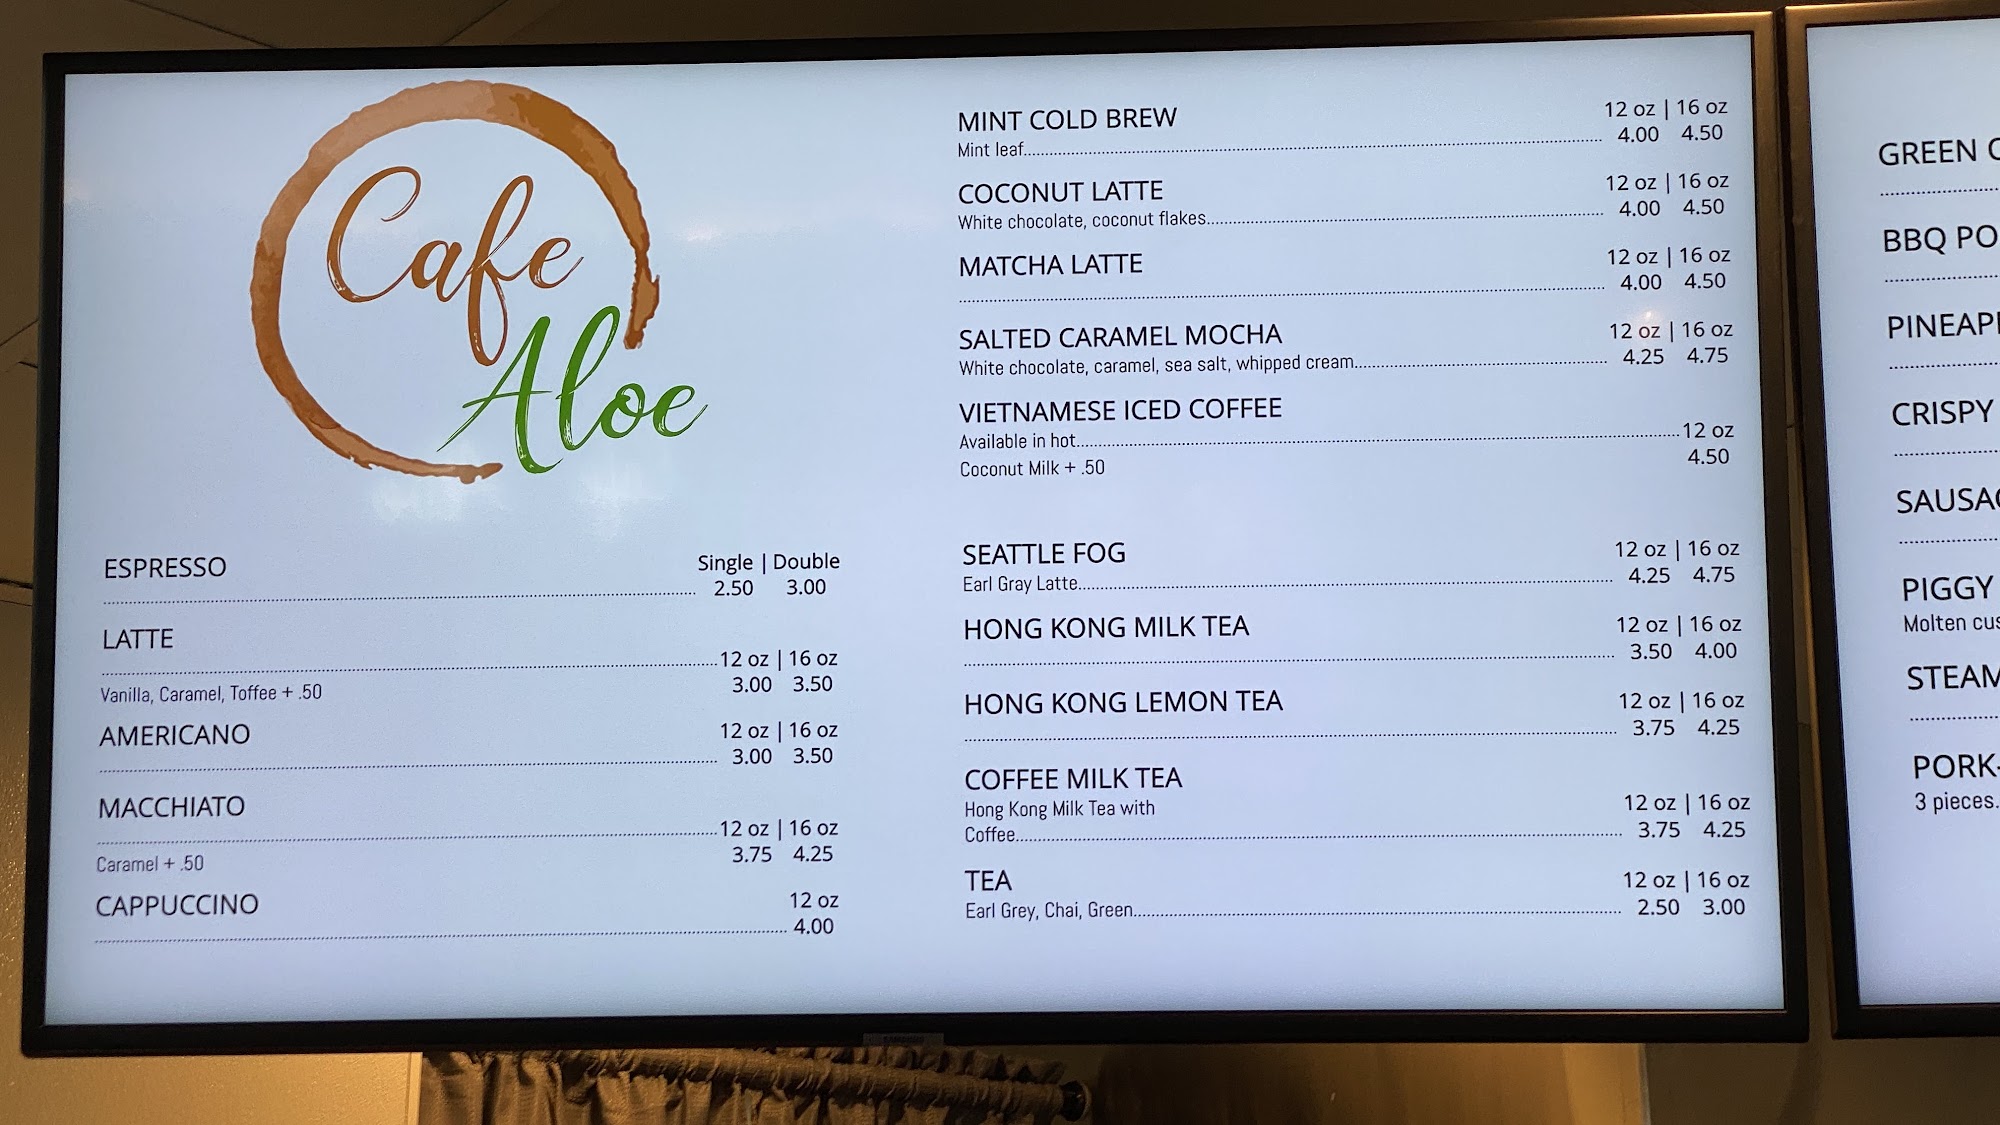 Cafe
Aloe
ESPRESSO
Single | Double
2.50 3.00
LATTE
12 oz | 16 oz
Vanilla, Caramel, Toffee + .50
3.00 3.50
AMERICANO
12 oz | 16 oz
3.00 3.50
MACCHIATO
12 oz | 16 oz
Caramel + .50
3.75 4.25
CAPPUCCINO
12 oz
4.00
MINT COLD BREW
12 oz | 16 oz
Mint leaf
4.00 4.50
COCONUT LATTE
12 oz | 16 oz
White chocolate, coconut flakes
4.00 4.50
MATCHA LATTE
12 oz | 16 oz
4.00 4.50
SALTED CARAMEL MOCHA
12 oz | 16 oz
White chocolate, caramel, sea salt, whipped cream
4.25 4.75
VIETNAMESE ICED COFFEE
Available in hot
12 oz
Coconut Milk + .50
4.50
SEATTLE FOG
12 oz | 16 oz
Earl Gray Latte
4.25 4.75
HONG KONG MILK TEA
12 oz | 16 oz
3.50 4.00
HONG KONG LEMON TEA
12 oz | 16 oz
3.75 4.25
COFFEE MILK TEA
Hong Kong Milk Tea with
12 oz | 16 oz
Coffee
3.75 4.25
TEA
12 oz | 16 oz
Earl Grey, Chai, Green
2.50 3.00
GREEN
BBQ PO
PINEAP
CRISPY
SAUSA
PIGGY
Molten cus
STEAM
PORK-
3 pieces.